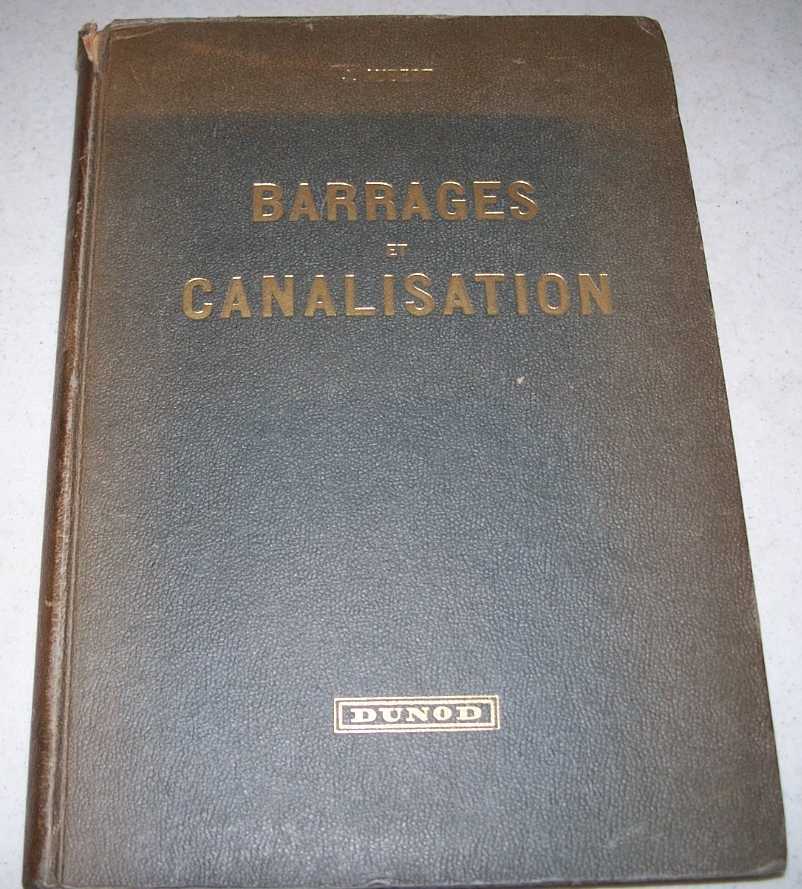 BARRAGES
ET
CANALISATION
DUNOD